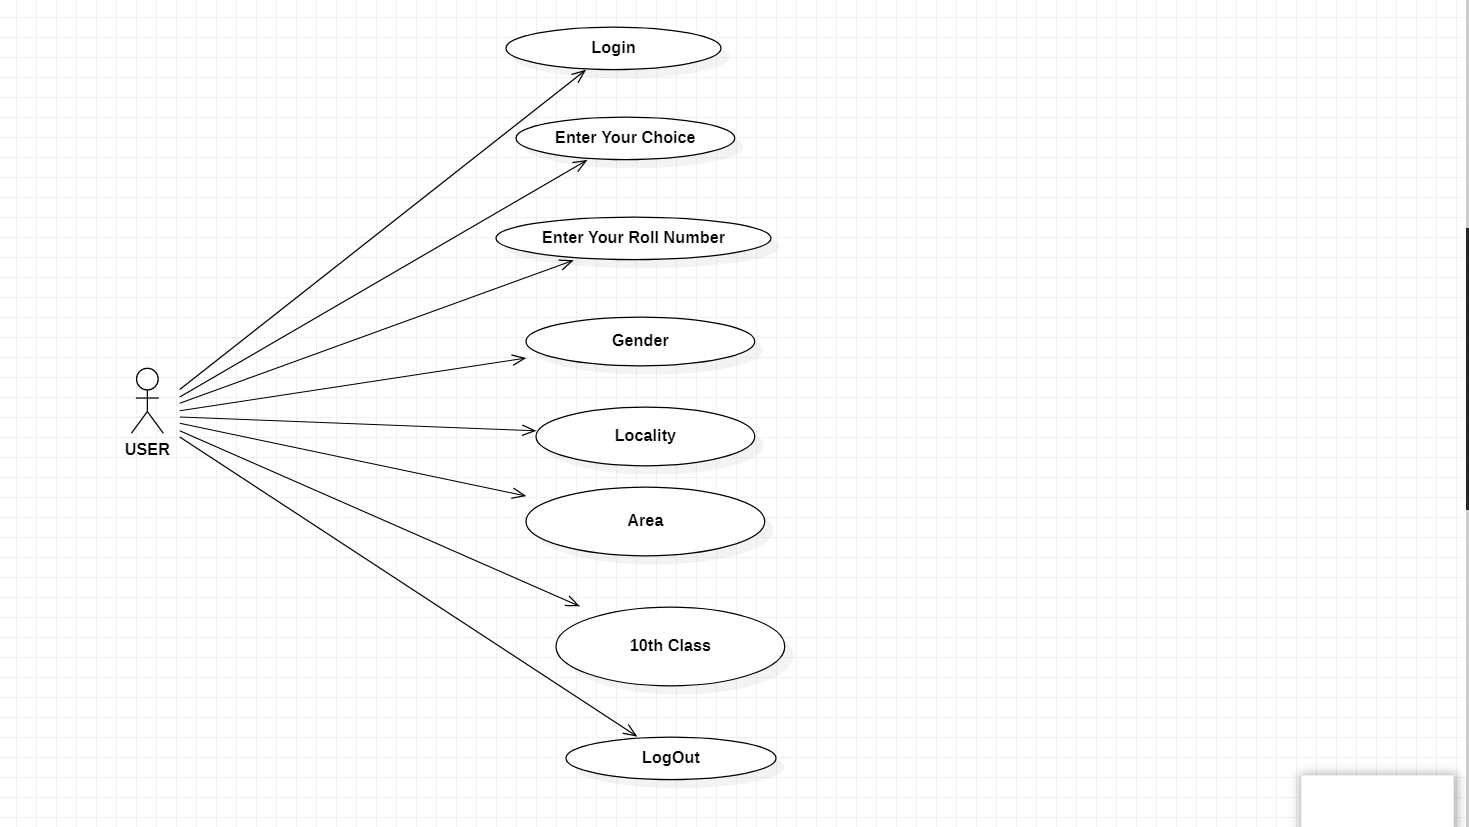 Login
Enter Your Choice
Enter Your Roll Number
Gender
Locality
USER
Area
10th Class
LogOut